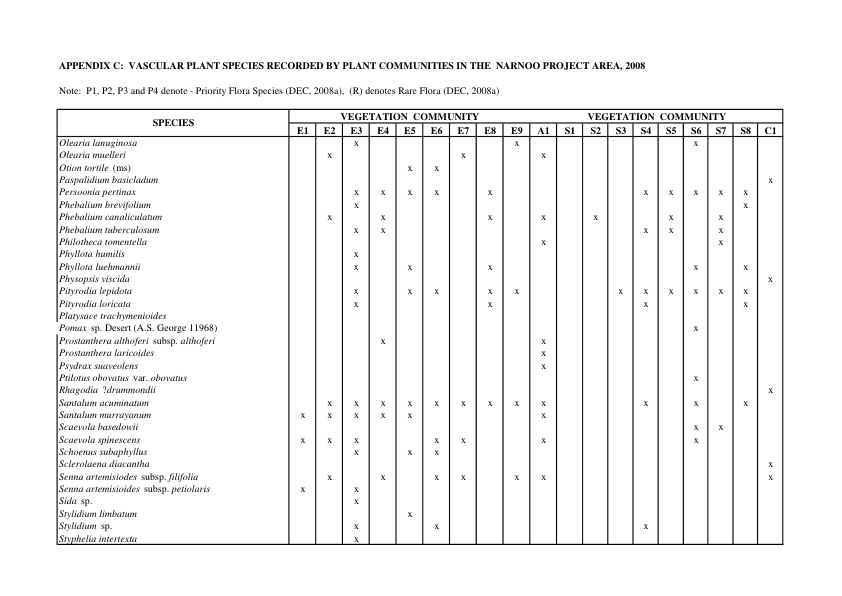 APPENDIX C: VASCULAR PLANT SPECIES RECORDED BY PLANT COMMUNITIES IN THE NARNOO PROJECT AREA, 2008
Note: P1, P2, P3 and P4 denote - Priority Flora Species (DEC, 2008a), (R) denotes Rare Flora (DEC, 2008a)
SPECIES VEGETATION COMMUNITY VEGETATION COMMUNITY
E1 E2 E3 E4 E5 E6 E7 E8 E9 A1 S1 S2 S3 S4 S5 S6 S7 S8 C1
Olearia lanuginosa x x x
Olearia muelleri x x x
Otion tortile (ms) x x
Paspalidium basicladum x
Persoonia pertinax x x x x x x x x x x
Phebalium brevifolium x x
Phebalium canaliculatum x x x x x x x
Phebalium tuberculosum x x x x x
Philotheca tomentella x x
Phyllota humilis x
Phyllota luehmannii x x x x x
Physopsis viscida x
Pityrodia lepidota x x x x x x x x x x x
Pityrodia loricata x x x x
Platysace trachymenioides
Pomax sp. Desert (A.S. George 11968) x
Prostanthera althoferi subsp. althoferi x x
Prostanthera laricoides x
Psydrax suaveolens x
Ptilotus obovatus var. obovatus x
Rhagodia ?drummondii x
Santalum acuminatum x x x x x x x x x x x x
Santalum murrayanum x x x x x x
Scaevola basedowii x x
Scaevola spinescens x x x x x x x
Schoenus subaphyllus x x x
Sclerolaena diacantha x
Senna artemisiodes subsp. filifolia x x x x x x x
Senna artemisioides subsp. petiolaris x x
Sida sp. x
Stylidium limbatum x
Stylidium sp. x x x
Styphelia intertexta x